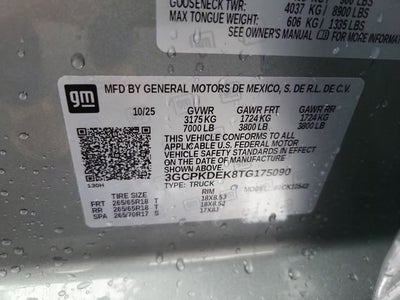 GOOSENECK TWR: 4037 KG / 8900 LBS
MAX TONGUE WEIGHT: 606 KG / 1335 LBS
SEE OWNER'S MANUAL FOR
gm
MFD BY GENERAL MOTORS DE MEXICO, S. DE R.L. DE C.V.
10/25 GVWR GAWR FRT GAWR RR
3175 KG 1724 KG 1724 KG
7000 LB 3800 LB 3800 LB
THIS VEHICLE CONFORMS TO ALL
APPLICABLE U.S. FEDERAL MOTOR
VEHICLE SAFETY STANDARDS IN EFFECT ON
THE DATE OF MANUFACTURE SHOWN ABOVE.
3GCPKDEK8TG175090
TYPE: TRUCK MODEL:
TIRE SIZE RIM
FRT 265/65R18 T 18X8.5J
RR 265/65R18 T 18X8.5J
SPA 265/70R17 S 17X8J